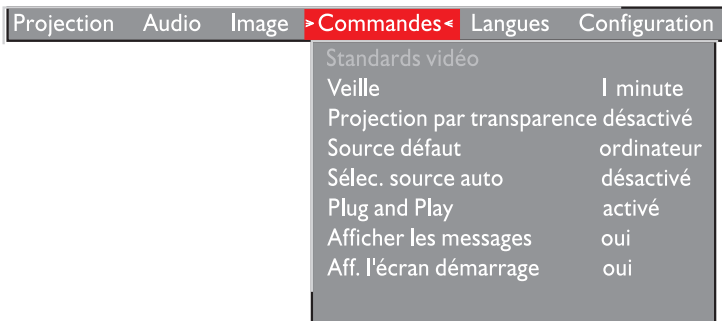 Projection Audio Image >Commandes< Langues Configuration
Standards vidéo
Veille 1 minute
Projection par transparence désactivé
Source défaut ordinateur
Sélec. source auto désactivé
Plug and Play activé
Afficher les messages oui
Aff. l'écran démarrage oui